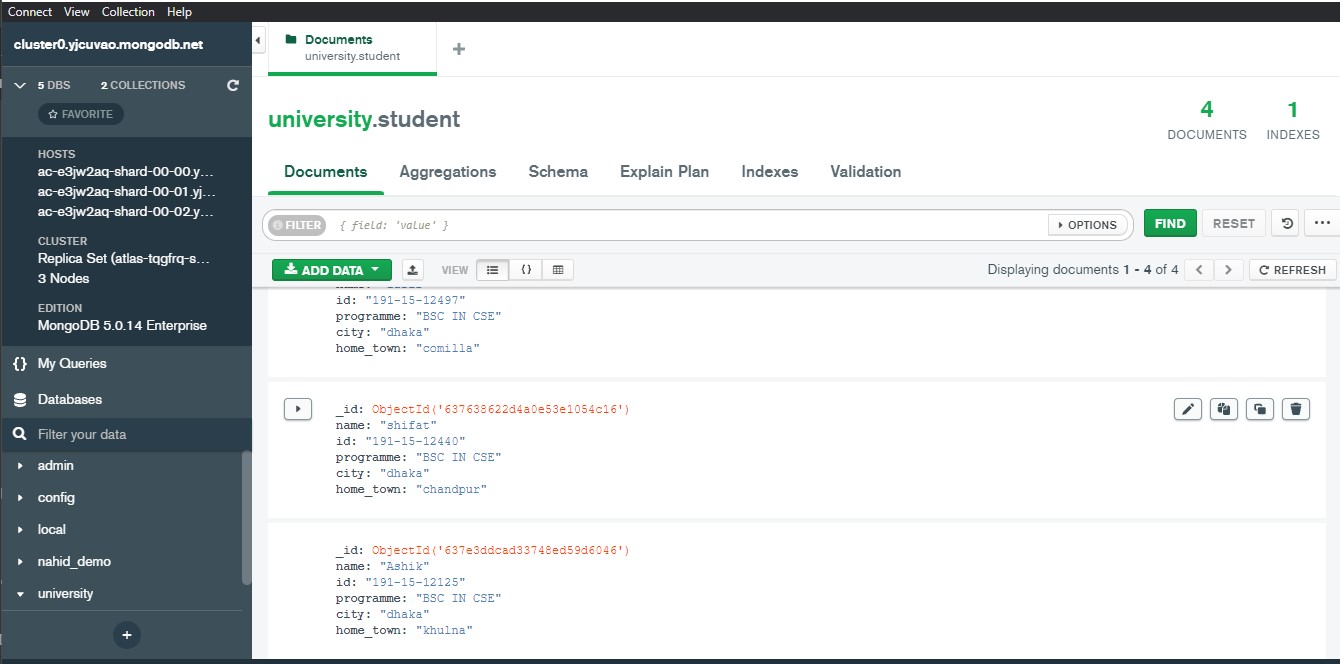 Connect View Collection Help
cluster0.yjcuvao.mongodb.net
5 DBS 2 COLLECTIONS
FAVORITE
HOSTS
ac-e3jw2aq-shard-00-00.y...
ac-e3jw2aq-shard-00-01.yj...
ac-e3jw2aq-shard-00-02.y...
CLUSTER
Replica Set (atlas-tqgfrq-s...
3 Nodes
EDITION
MongoDB 5.0.14 Enterprise
{} My Queries
Databases
Filter your data
admin
config
local
nahid_demo
university
+
Documents
university.student
+
university.student
4
DOCUMENTS
1
INDEXES
Documents Aggregations Schema Explain Plan Indexes Validation
FILTER { field: 'value' } OPTIONS FIND RESET ...
ADD DATA VIEW {} Displaying documents 1 - 4 of 4 < > REFRESH
id: "191-15-12497"
programme: "BSC IN CSE"
city: "dhaka"
home_town: "comilla"
_id: ObjectId('637638622d4a0e53e1054c16')
name: "shifat"
id: "191-15-12440"
programme: "BSC IN CSE"
city: "dhaka"
home_town: "chandpur"
_id: ObjectId('637e3ddcad33748ed59d6046')
name: "Ashik"
id: "191-15-12125"
programme: "BSC IN CSE"
city: "dhaka"
home_town: "khulna"